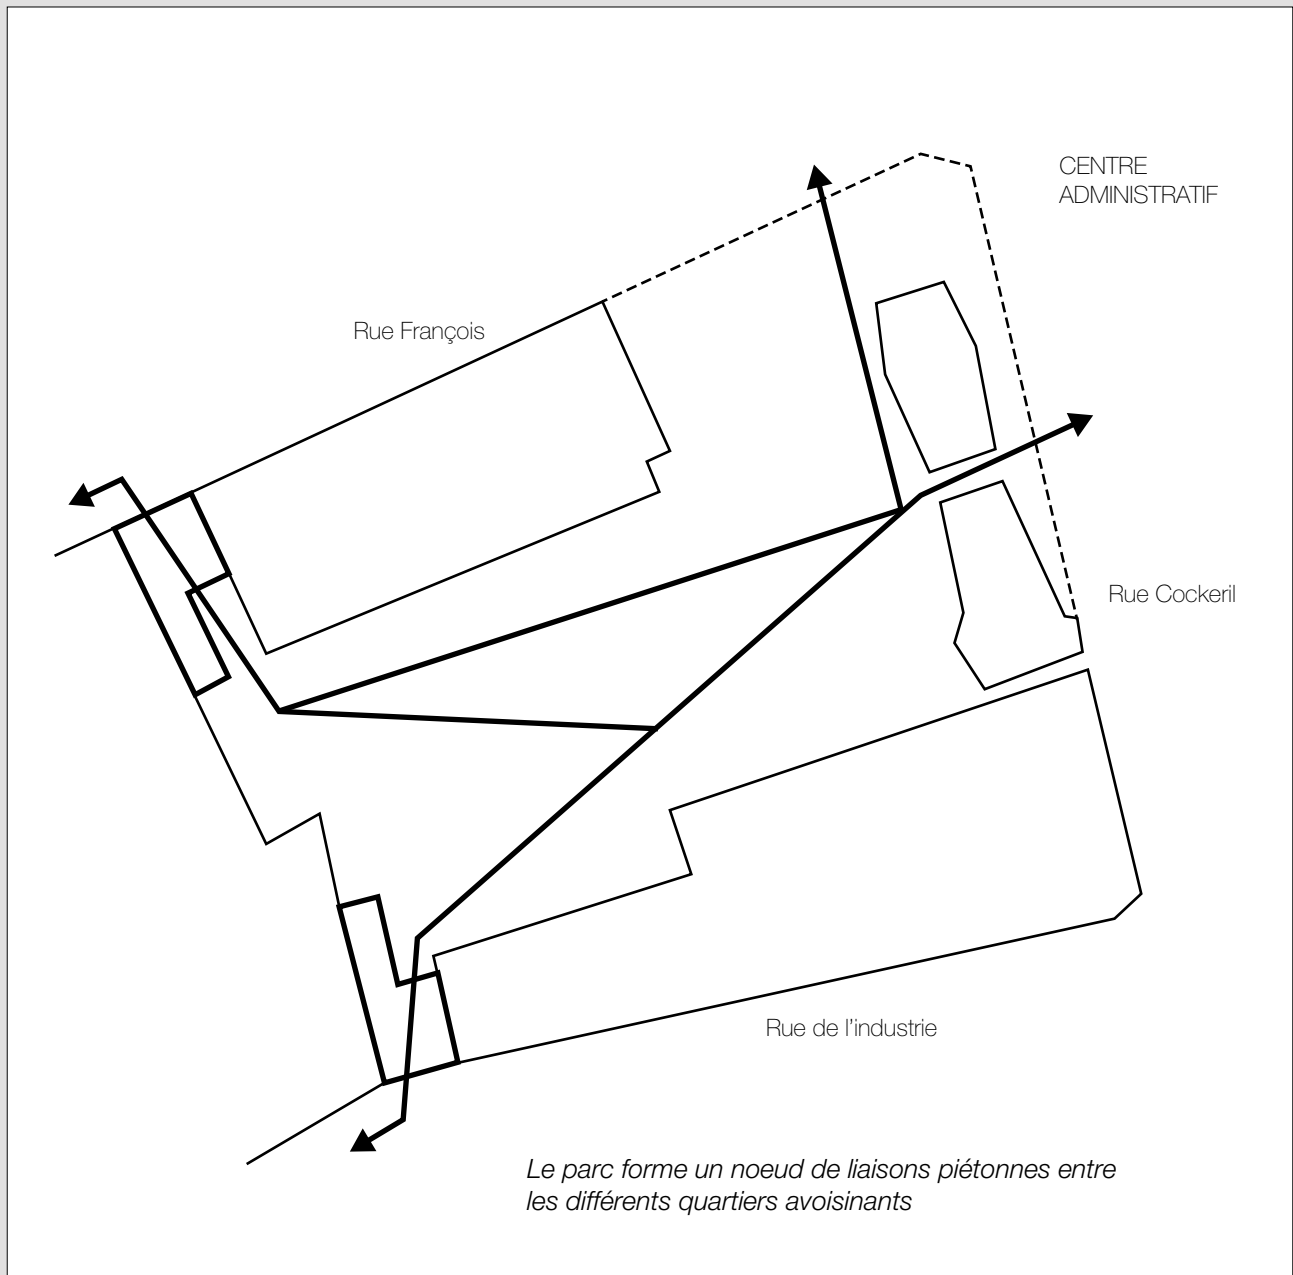 CENTRE
ADMINISTRATIF
Rue François
Rue Cockeril
Rue de l'industrie
Le parc forme un noeud de liaisons piétonnes entre
les différents quartiers avoisinants